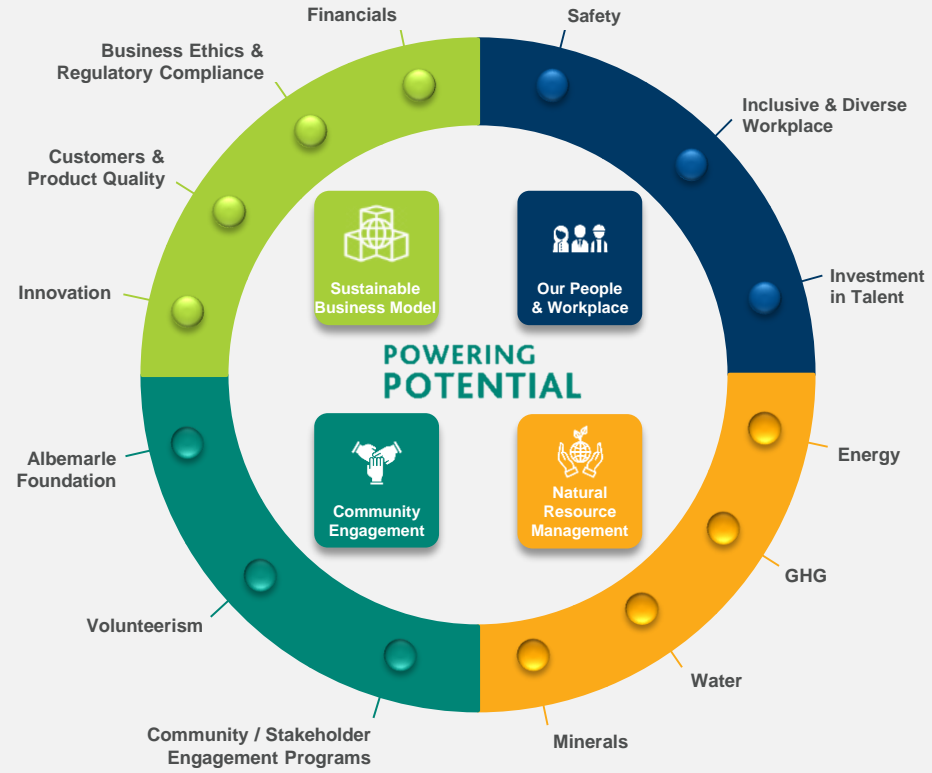 Financials
Safety
Business Ethics &
Regulatory Compliance
Inclusive & Diverse
Workplace
Customers &
Product Quality
Innovation
Investment
in Talent
Sustainable
Business Model
Our People
& Workplace
POWERING
POTENTIAL
Community
Engagement
Natural
Resource
Management
Albemarle
Foundation
Energy
GHG
Volunteerism
Water
Community / Stakeholder
Engagement Programs
Minerals